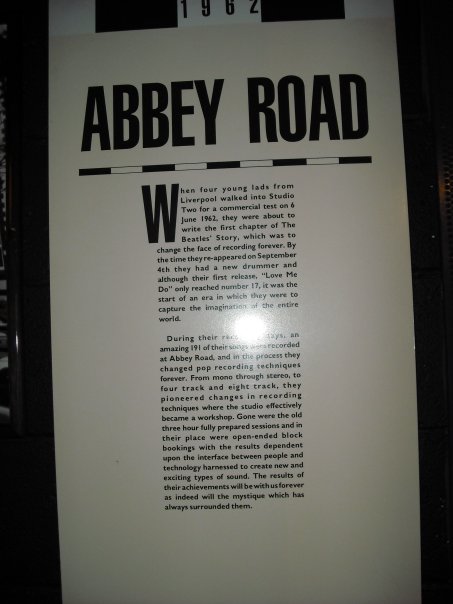 1962
ABBEY ROAD
When four young lads from
Liverpool walked into Studio
Two for a commercial test on 6
June 1962, they were about to
write the first chapter of The
Beatles' Story, which was to
change the face of recording forever. By
the time they re-appeared on September
4th they had a new drummer and
although their first release, "Love Me
Do" only reached number 17, it was the
start of an era in which they were to
capture the imagination of the entire
world.
During their days, an
amazing 191 of their songs were recorded
at Abbey Road, and in the process they
changed pop recording techniques
forever. From mono through stereo, to
four track and eight track, they
pioneered changes in recording
techniques where the studio effectively
became a workshop. Gone were the old
three hour fully prepared sessions and in
their place were open-ended block
bookings with the results dependent
upon the interface between people and
technology harnessed to create new and
exciting types of sound. The results of
their achievements will be with us forever
as indeed will the mystique which has
always surrounded them.